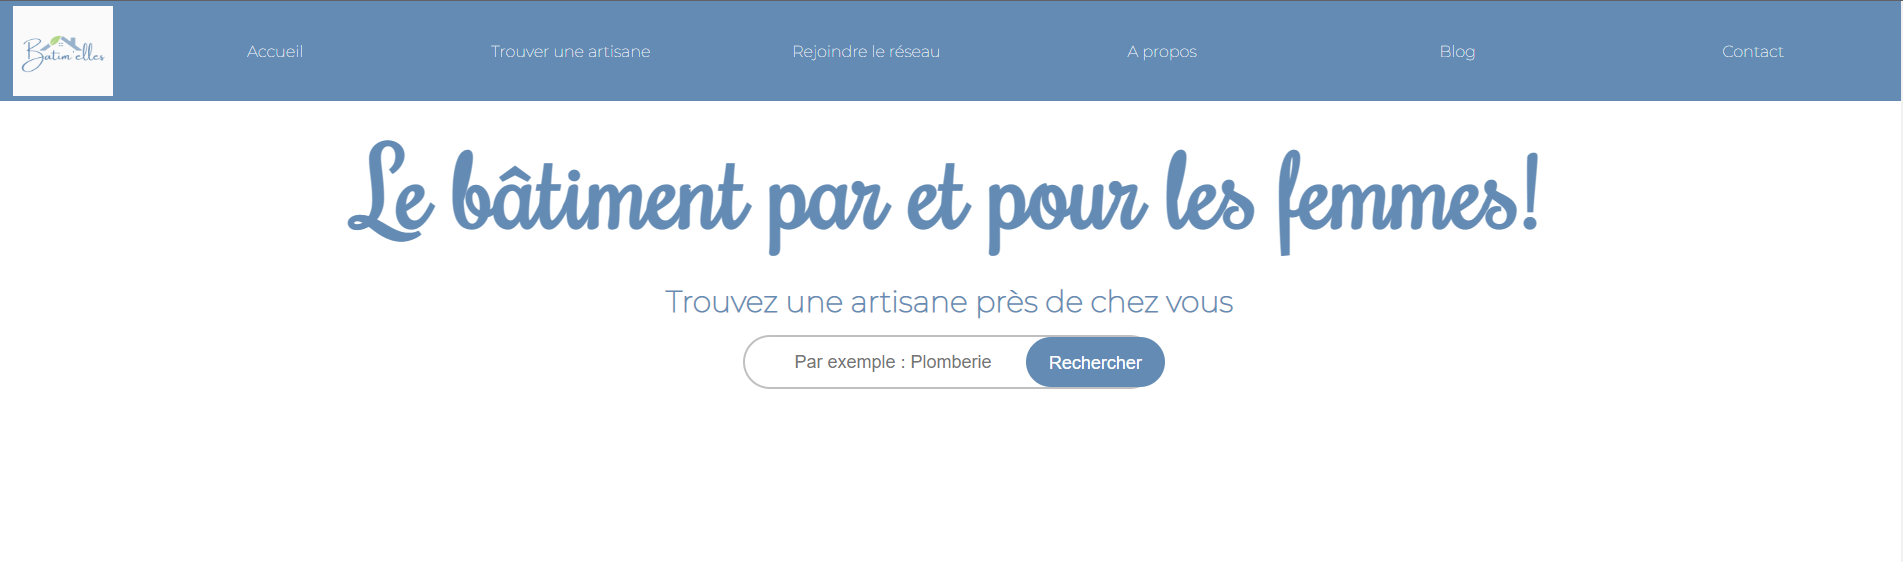 Batim'elles
Accueil
Trouver une artisane
Rejoindre le réseau
A propos
Blog
Contact
Le bâtiment par et pour les femmes!
Trouvez une artisane près de chez vous
Par exemple : Plomberie
Rechercher